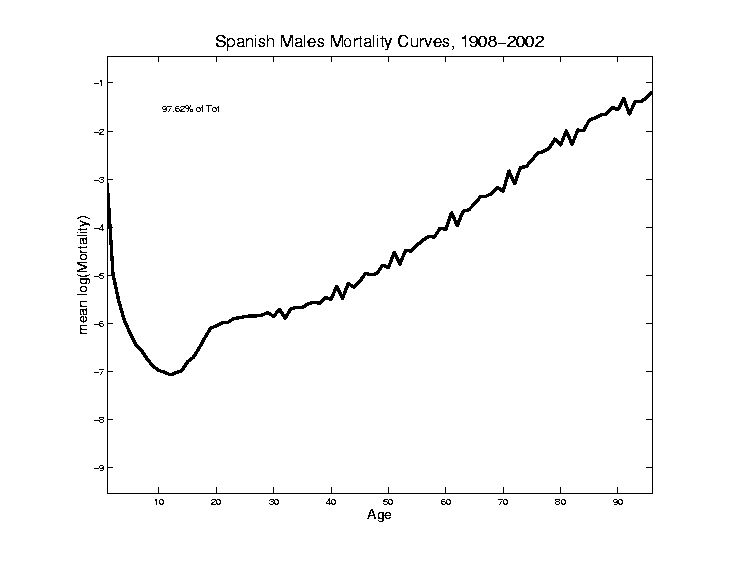 Spanish Males Mortality Curves, 1908−2002
97.62% of Tot
mean log(Mortality)
−1
−2
−3
−4
−5
−6
−7
−8
−9
10 20 30 40 50 60 70 80 90
Age